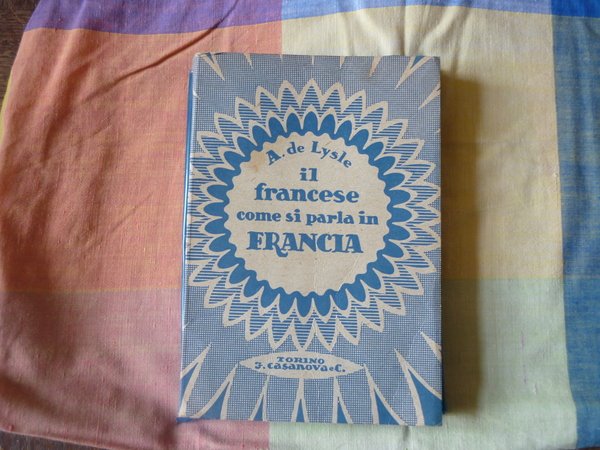 A. de Lysle
il
francese
come si parla in
FRANCIA
TORINO
F. Casanova e C.